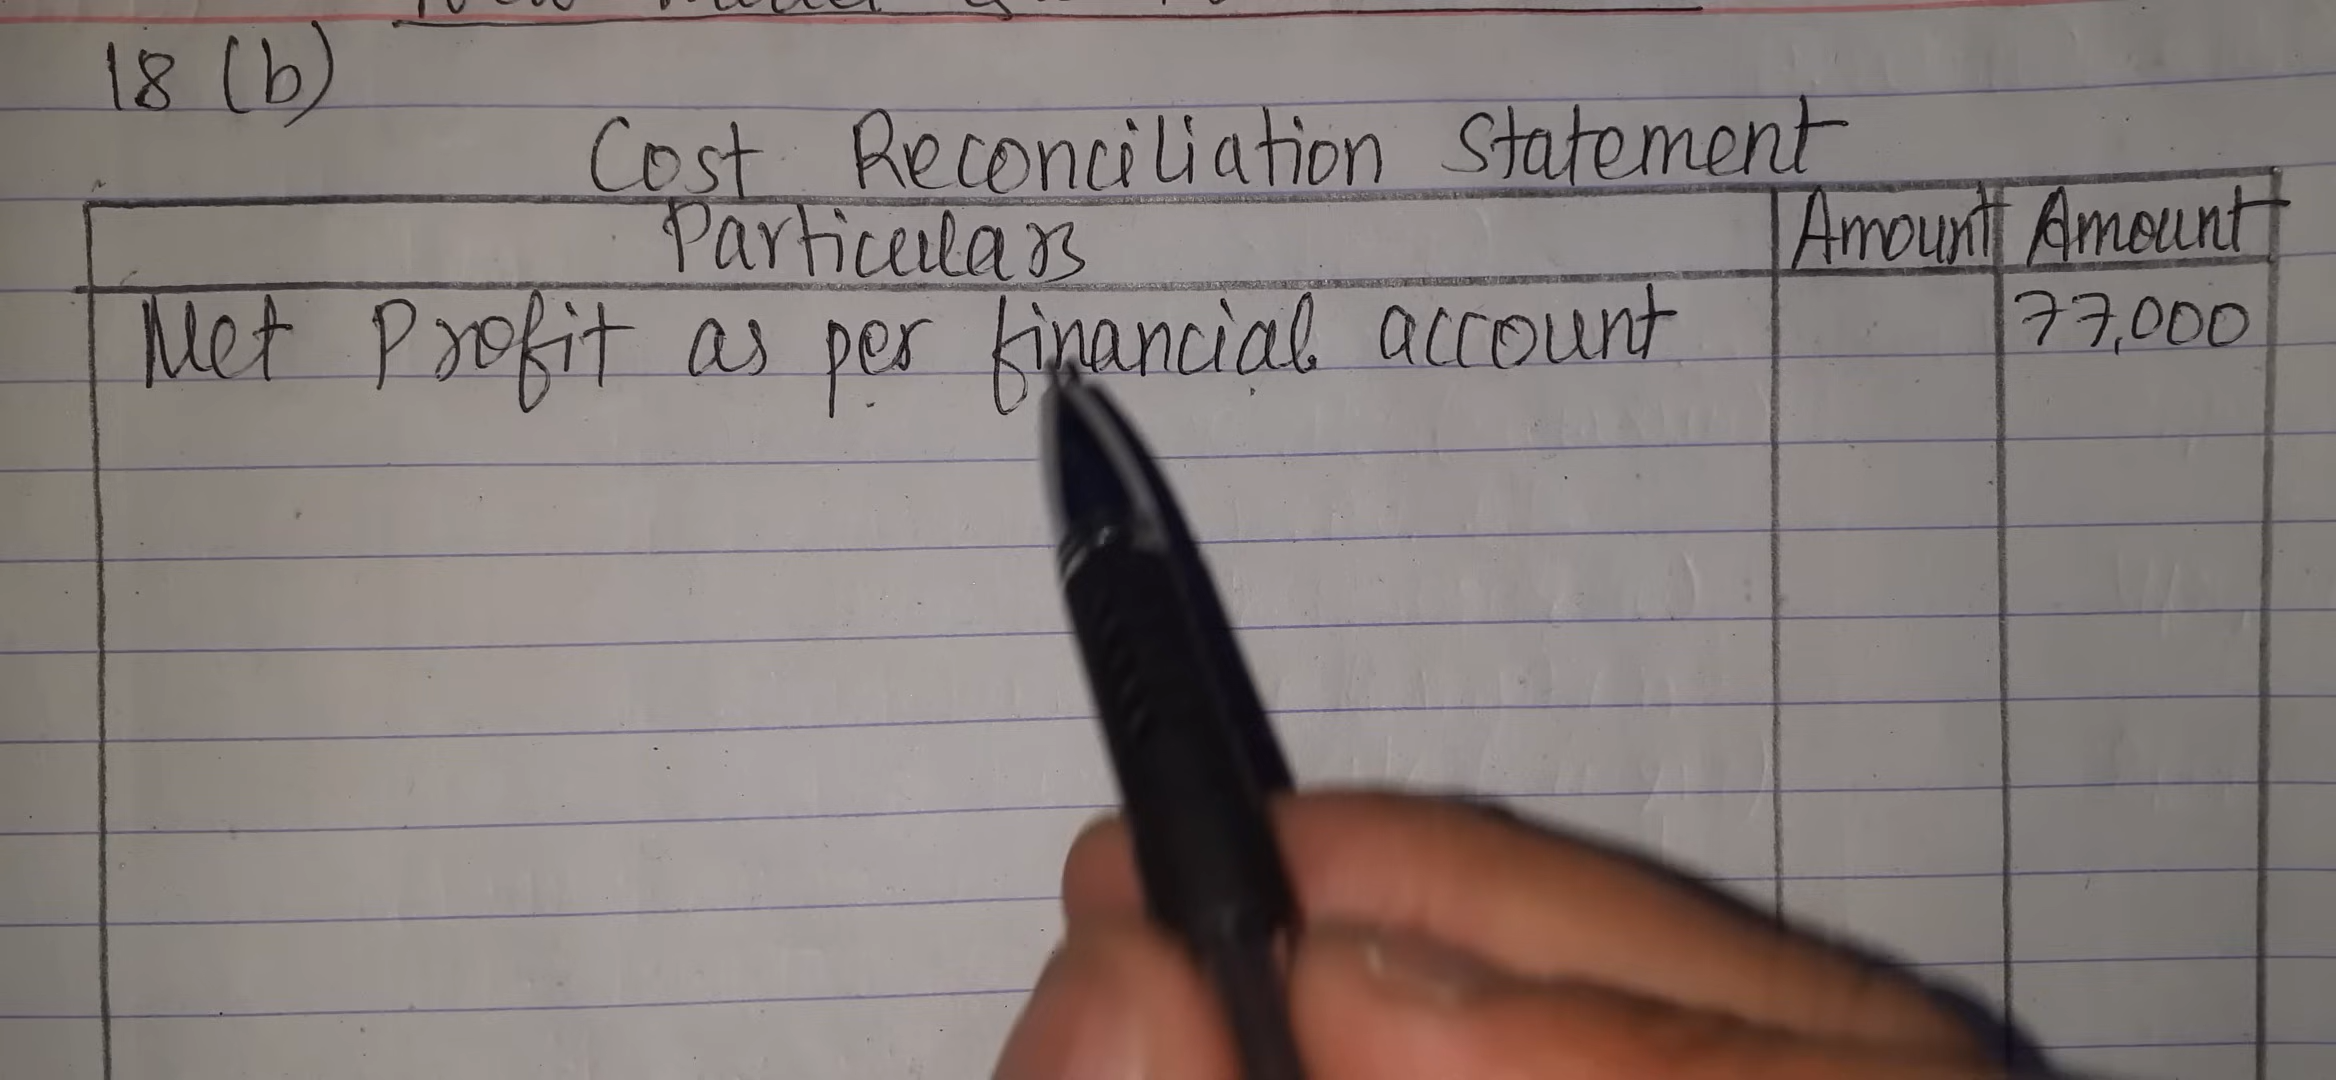 18 (b)
Cost Reconciliation Statement
Particulars Amount Amount
Net Profit as per financial account 77,000